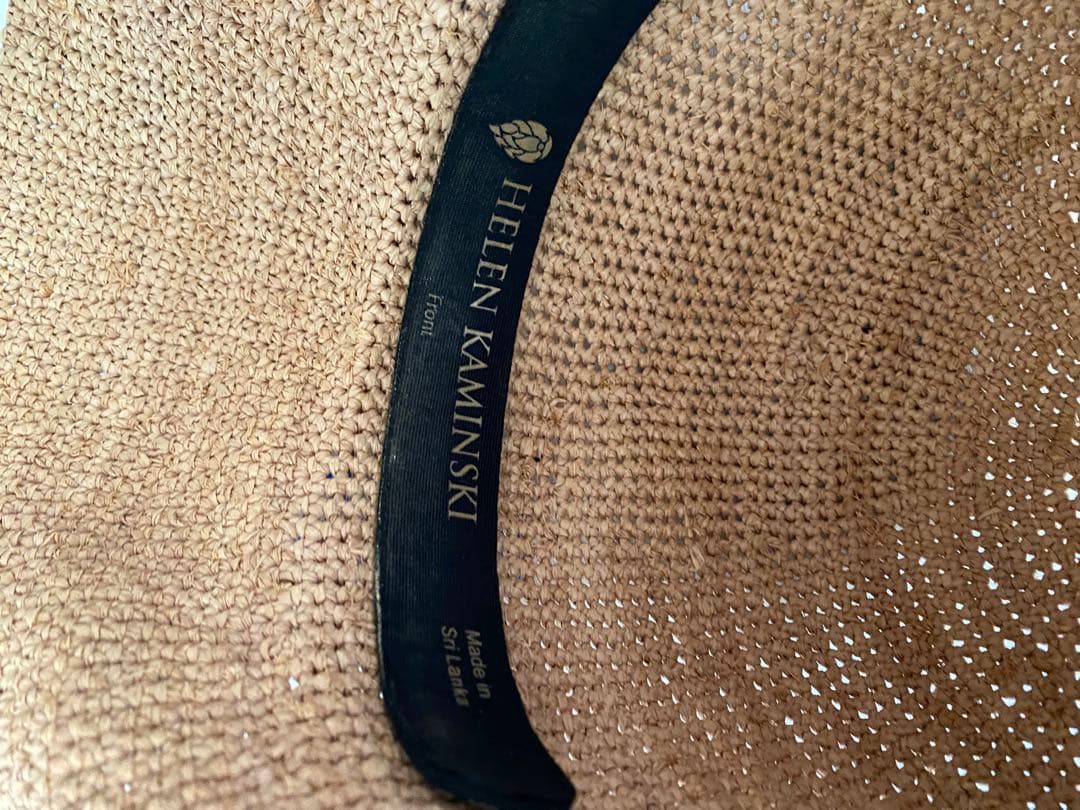 HELEN KAMINSKI
Front
Made in
Sri Lanka